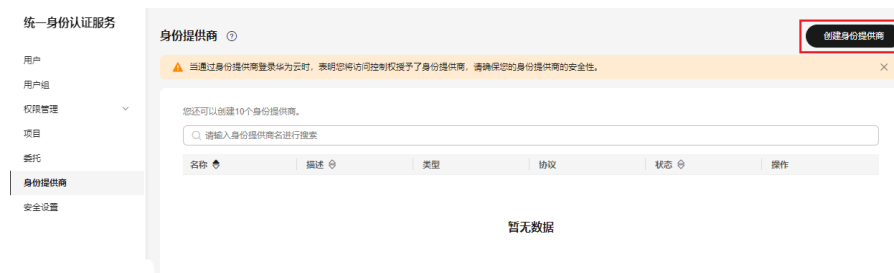 统一身份认证服务
用户
用户组
权限管理
项目
委托
身份提供商
安全设置
身份提供商
创建身份提供商
当通过身份提供商登录华为云时，表明您将访问控制权授予了身份提供商，请确保您的身份提供商的安全性。
您还可以创建10个身份提供商。
请输入身份提供商名进行搜索
名称 描述 类型 协议 状态 操作
暂无数据